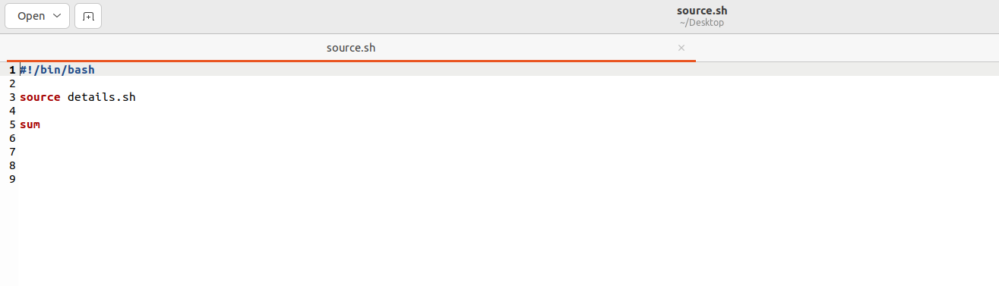 Open
source.sh
~/Desktop
source.sh
1 #!/bin/bash
2
3 source details.sh
4
5 sum
6
7
8
9